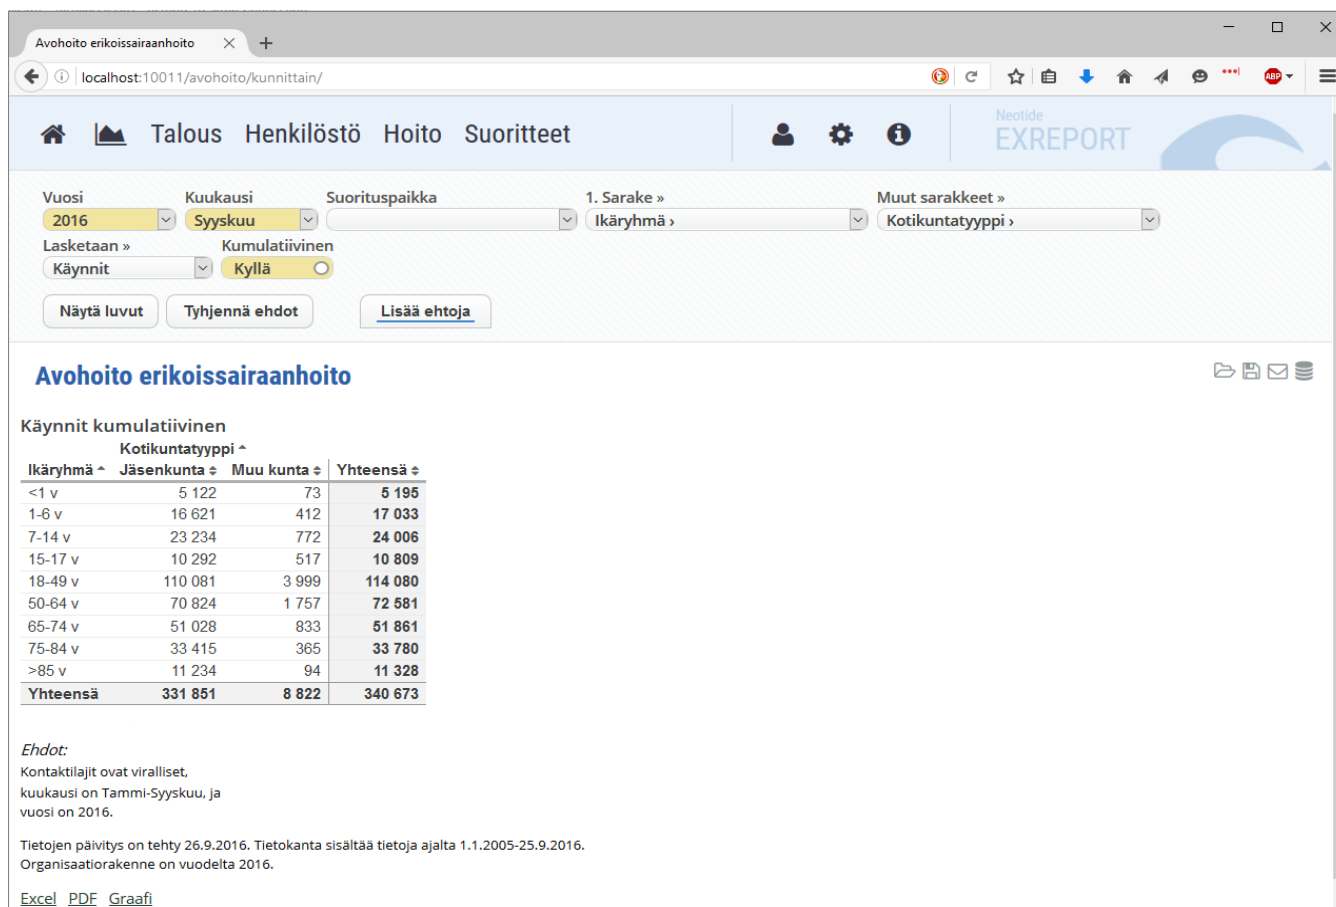 Avohoito erikoissairaanhoito
localhost:10011/avohoito/kunnittain/
ABP
Talous Henkilöstö Hoito Suoritteet
Neotide
EXREPORT
Vuosi Kuukausi Suorituspaikka 1. Sarake » Muut sarakkeet »
2016 Syyskuu Ikäryhmä › Kotikuntatyyppi ›
Lasketaan » Kumulatiivinen
Käynnit Kyllä
Näytä luvut Tyhjennä ehdot Lisää ehtoja
Avohoito erikoissairaanhoito
Käynnit kumulatiivinen
Kotikuntatyyppi
Ikäryhmä Jäsenkunta Muu kunta Yhteensä
<1 v 5 122 73 5 195
1-6 v 16 621 412 17 033
7-14 v 23 234 772 24 006
15-17 v 10 292 517 10 809
18-49 v 110 081 3 999 114 080
50-64 v 70 824 1 757 72 581
65-74 v 51 028 833 51 861
75-84 v 33 415 365 33 780
>85 v 11 234 94 11 328
Yhteensä 331 851 8 822 340 673
Ehdot:
Kontaktilajit ovat viralliset,
kuukausi on Tammi-Syyskuu, ja
vuosi on 2016.
Tietojen päivitys on tehty 26.9.2016. Tietokanta sisältää tietoja ajalta 1.1.2005-25.9.2016.
Organisaatiorakenne on vuodelta 2016.
Excel PDF Graafi